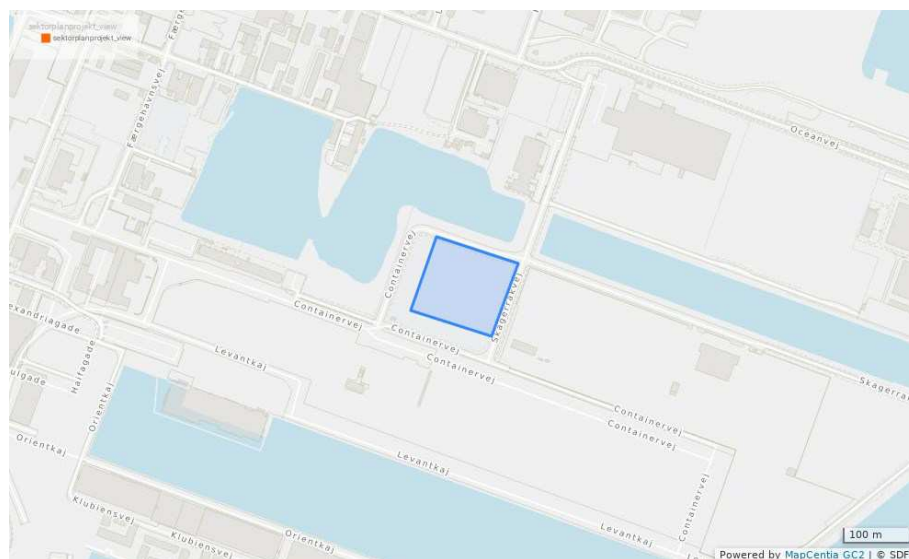 sektorplanprojekt_view
sektorplanprojekt_view
Færgehavnsvej
Oceanvej
Containervej
Skagerrakvej
Containervej
Containervej
Levantkaj
Containervej
Haifagade
Orientkaj
Containervej
Containervej
Containervej
Orientkaj
Levantkaj
Klubiensvej
Klubiensvej
Orientkaj
Levantkaj
100 m
Powered by MapCentia GC2 | © SDF